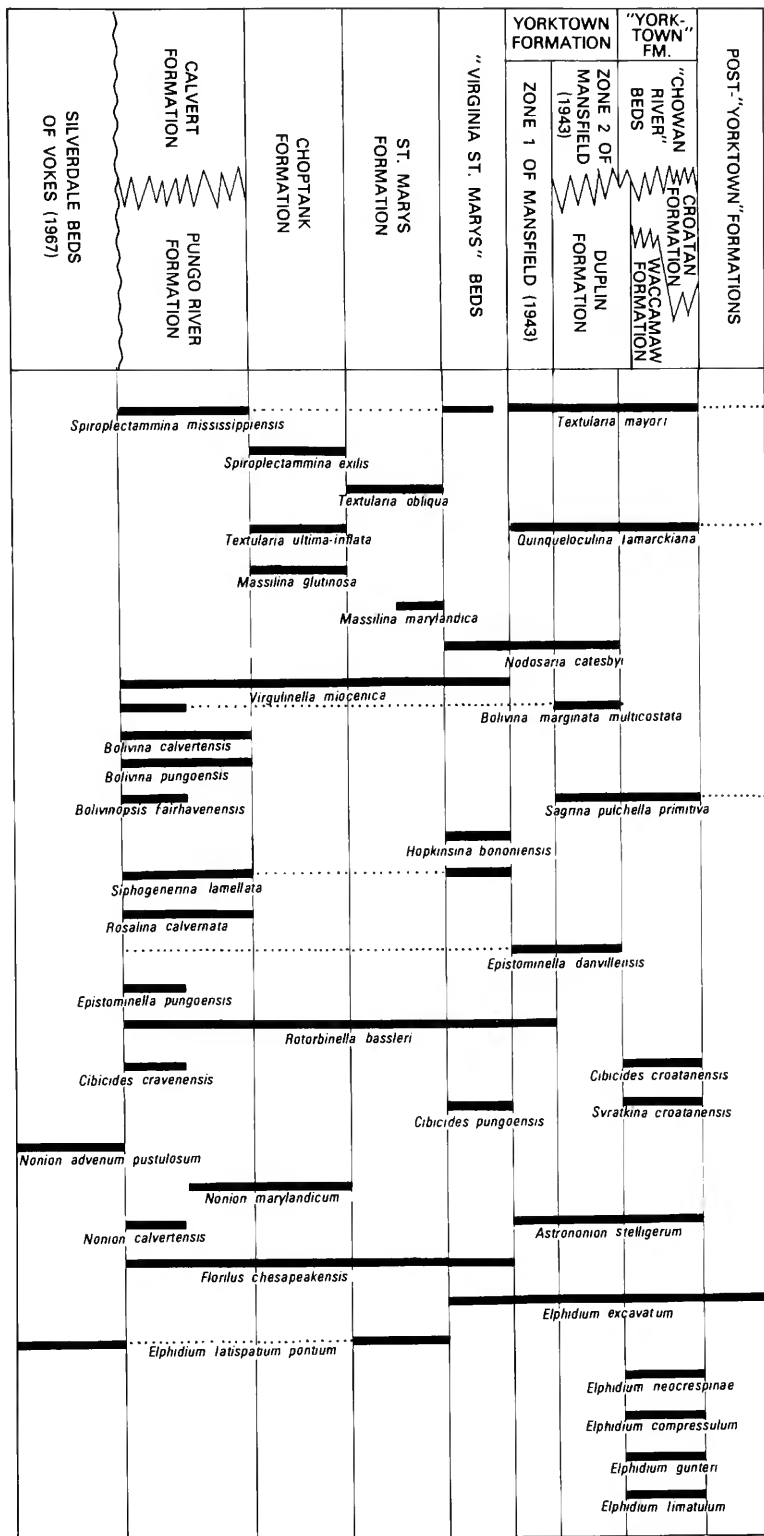 SILVERDALE BEDS
OF VOKES (1967)
CALVERT
FORMATION
PUNGO RIVER
FORMATION
CHOPTANK
FORMATION
ST. MARYS
FORMATION
"VIRGINIA ST. MARYS" BEDS
YORKTOWN
FORMATION
ZONE 1 OF MANSFIELD (1943)
ZONE 2 OF
MANSFIELD
(1943)
DUPLIN
FORMATION
"YORK-
TOWN"
FM.
"CHOWAN
RIVER"
BEDS
CROATAN
FORMATION
WACCAMAW
FORMATION
POST-"YORKTOWN" FORMATIONS
Spiroplectammina mississippiensis
Textularia mayori
Spiroplectammina exilis
Textularia obliqua
Textularia ultima-inflata
Quinqueloculina lamarckiana
Massilina glutinosa
Massilina marylandica
Nodosaria catesbyi
Virgulinella miocenica
Bolivina marginata multicostata
Bolivina calvertensis
Bolivina pungoensis
Bolivinopsis fairhavenensis
Sagrina pulchella primitiva
Hopkinsina bononiensis
Siphogenerina lamellata
Rosalina calvernata
Epistominella danvillensis
Epistominella pungoensis
Rotorbinella bassleri
Cibicides cravenensis
Cibicides croatanensis
Cibicides pungoensis
Svratkina croatanensis
Nonion advenum pustulosum
Nonion marylandicum
Nonion calvertensis
Astrononion stelligerum
Florilus chesapeakensis
Elphidium excavatum
Elphidium latispatium pontium
Elphidium neocrespinae
Elphidium compressulum
Elphidium gunteri
Elphidium limatulum